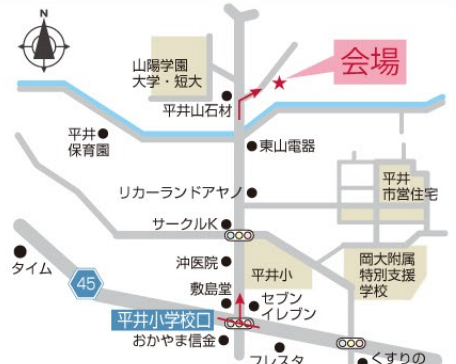 N
山陽学園
大学・短大
会場
平井山石材
平井
保育園
東山電器
平井
市営住宅
リカーランドアヤノ
サークルK
タイム
沖医院
平井小
岡大附属
特別支援
学校
45
敷島堂
セブン
イレブン
平井小学校口
おかやま信金
フレスタ
くすりの